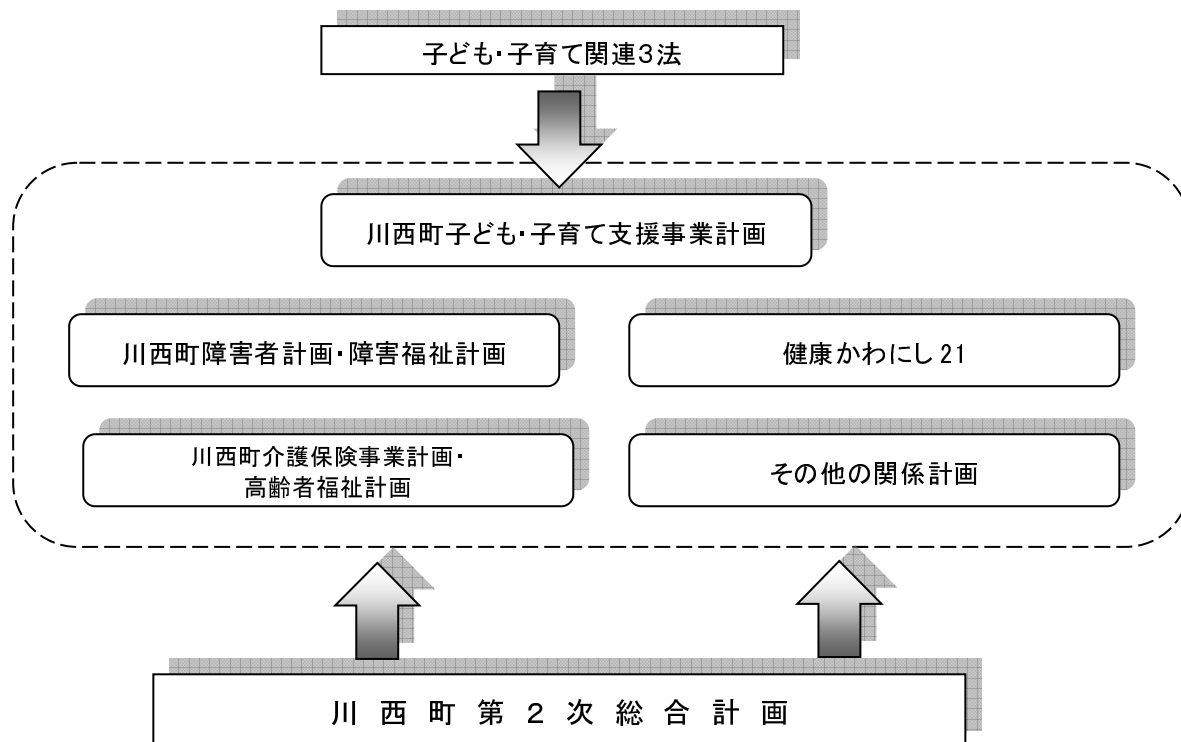 子ども・子育て関連3法
川西町子ども・子育て支援事業計画
川西町障害者計画・障害福祉計画
健康かわにし 21
川西町介護保険事業計画・
高齢者福祉計画
その他の関係計画
川西町第２次総合計画